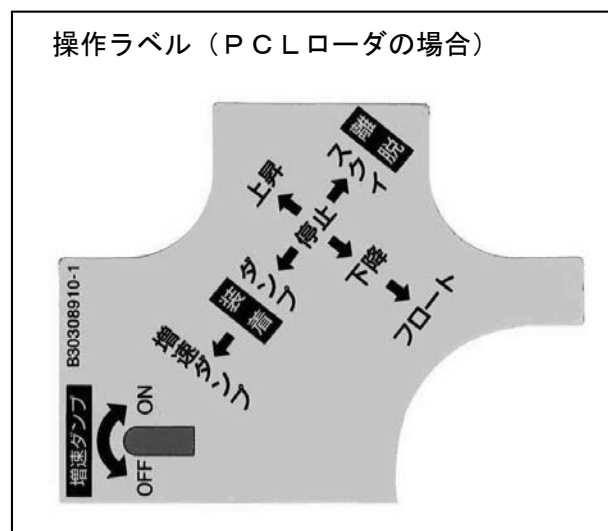 操作ラベル（ＰＣＬローダの場合）
離脱
スクイ
上昇
停止
下降
フロート
ダンプ
装着
増速ダンプ
B30308910-1
増速ダンプ
ON
OFF